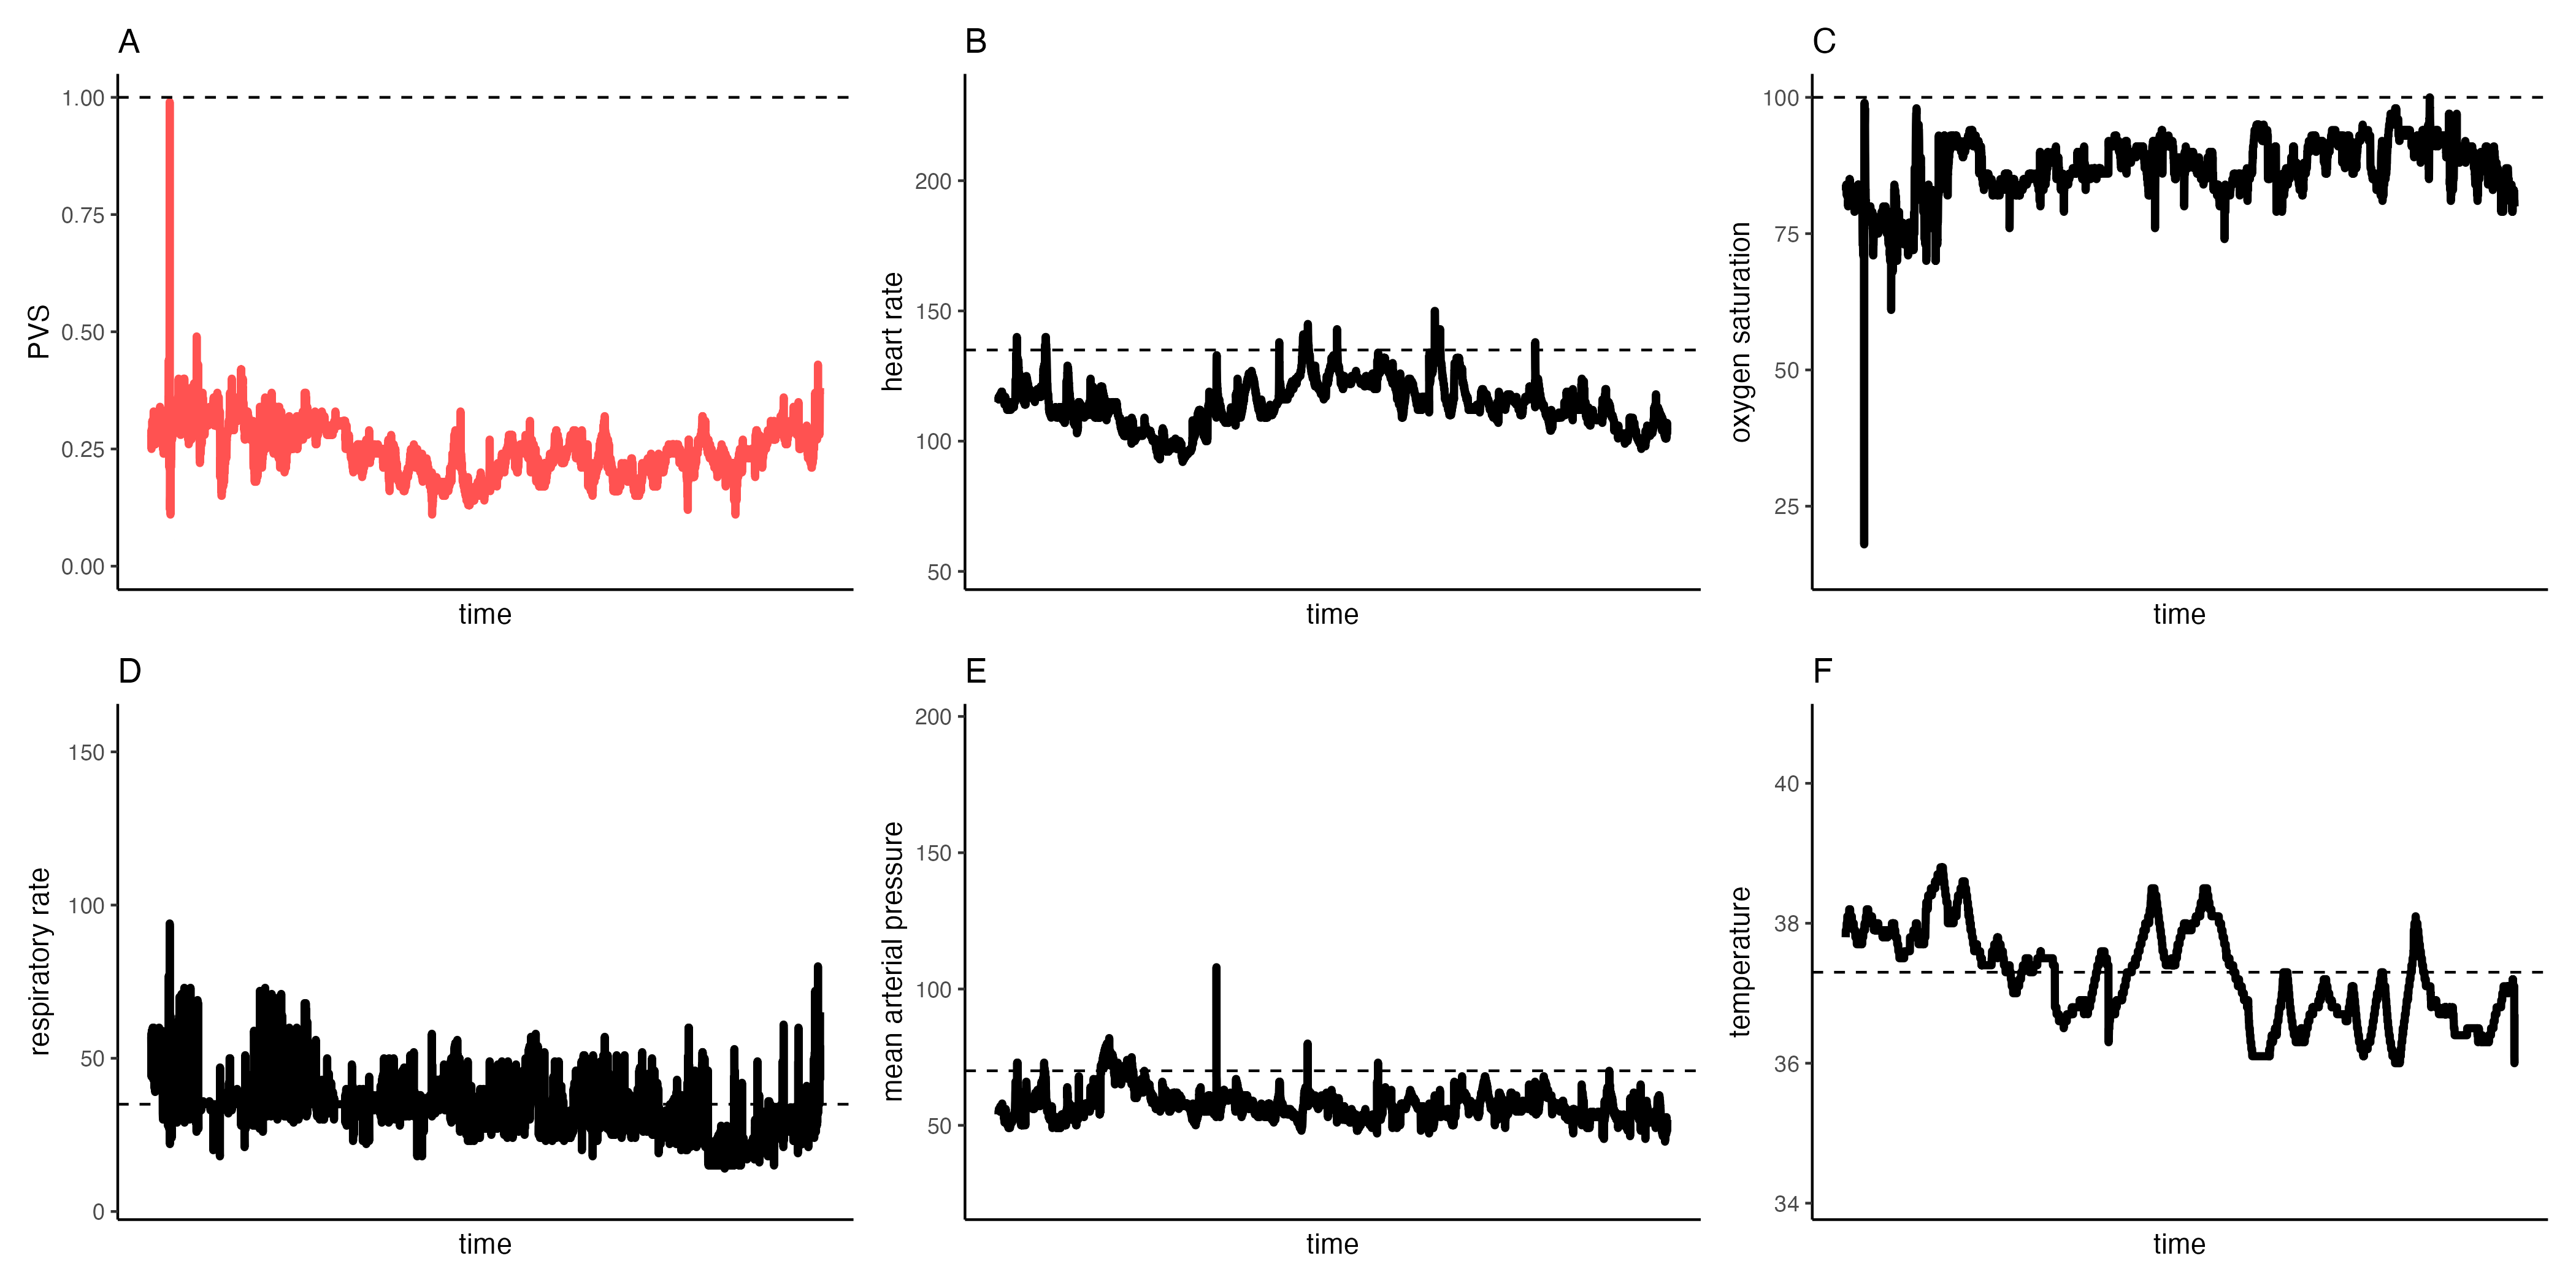 A
PVS
1.00
0.75
0.50
0.25
0.00
time
B
heart rate
200
150
100
50
time
C
oxygen saturation
100
75
50
25
time
D
respiratory rate
150
100
50
0
time
E
mean arterial pressure
200
150
100
50
time
F
temperature
40
38
36
34
time